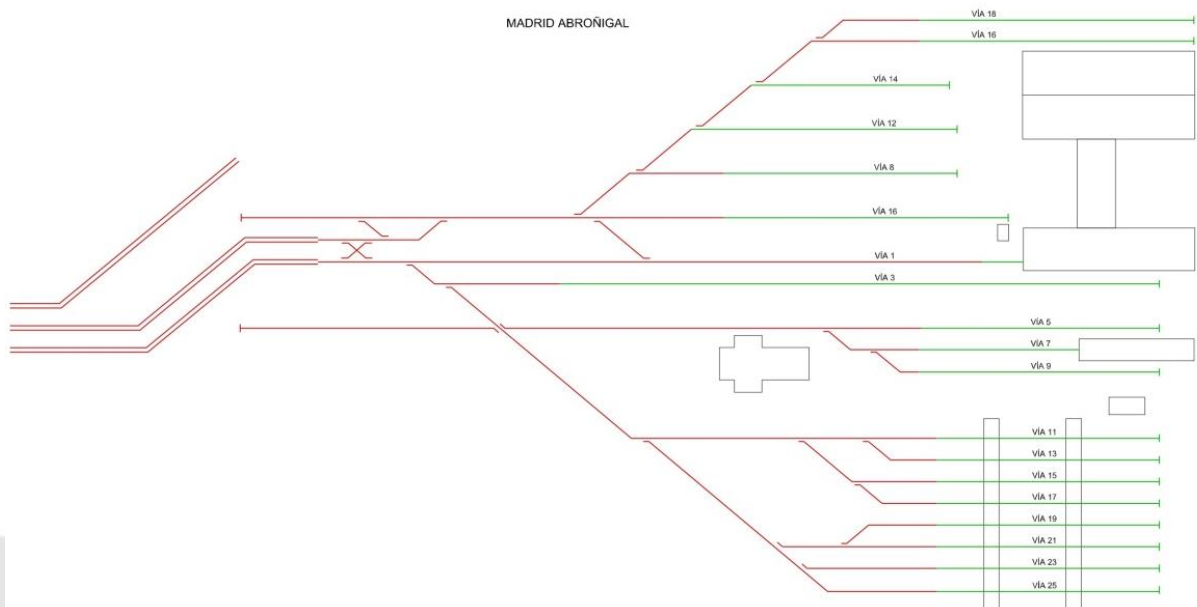 MADRID ABROÑIGAL
VÍA 18
VÍA 16
VÍA 14
VÍA 12
VÍA 8
VÍA 16
VÍA 1
VÍA 3
VÍA 5
VÍA 7
VÍA 9
VÍA 11
VÍA 13
VÍA 15
VÍA 17
VÍA 19
VÍA 21
VÍA 23
VÍA 25